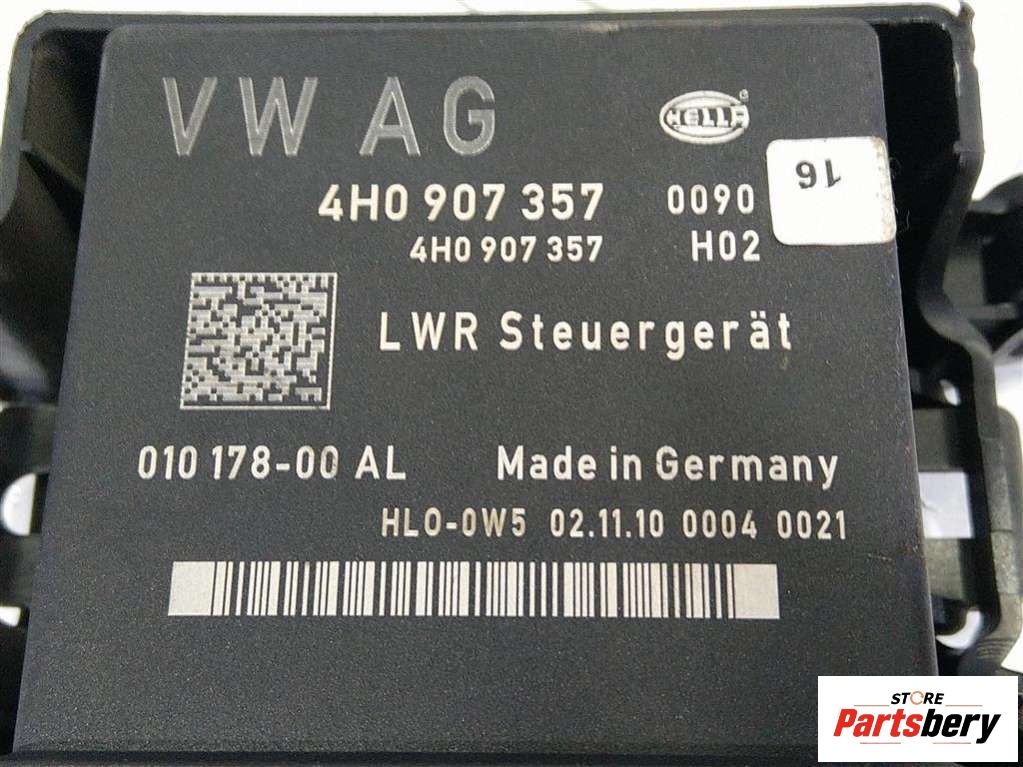 VW AG
HELLA
4H0 907 357 0090
16
4H0 907 357 H02
LWR Steuergerät
010 178-00 AL Made in Germany
HLO-0W5 02.11.10 0004 0021
STORE
Partsbery